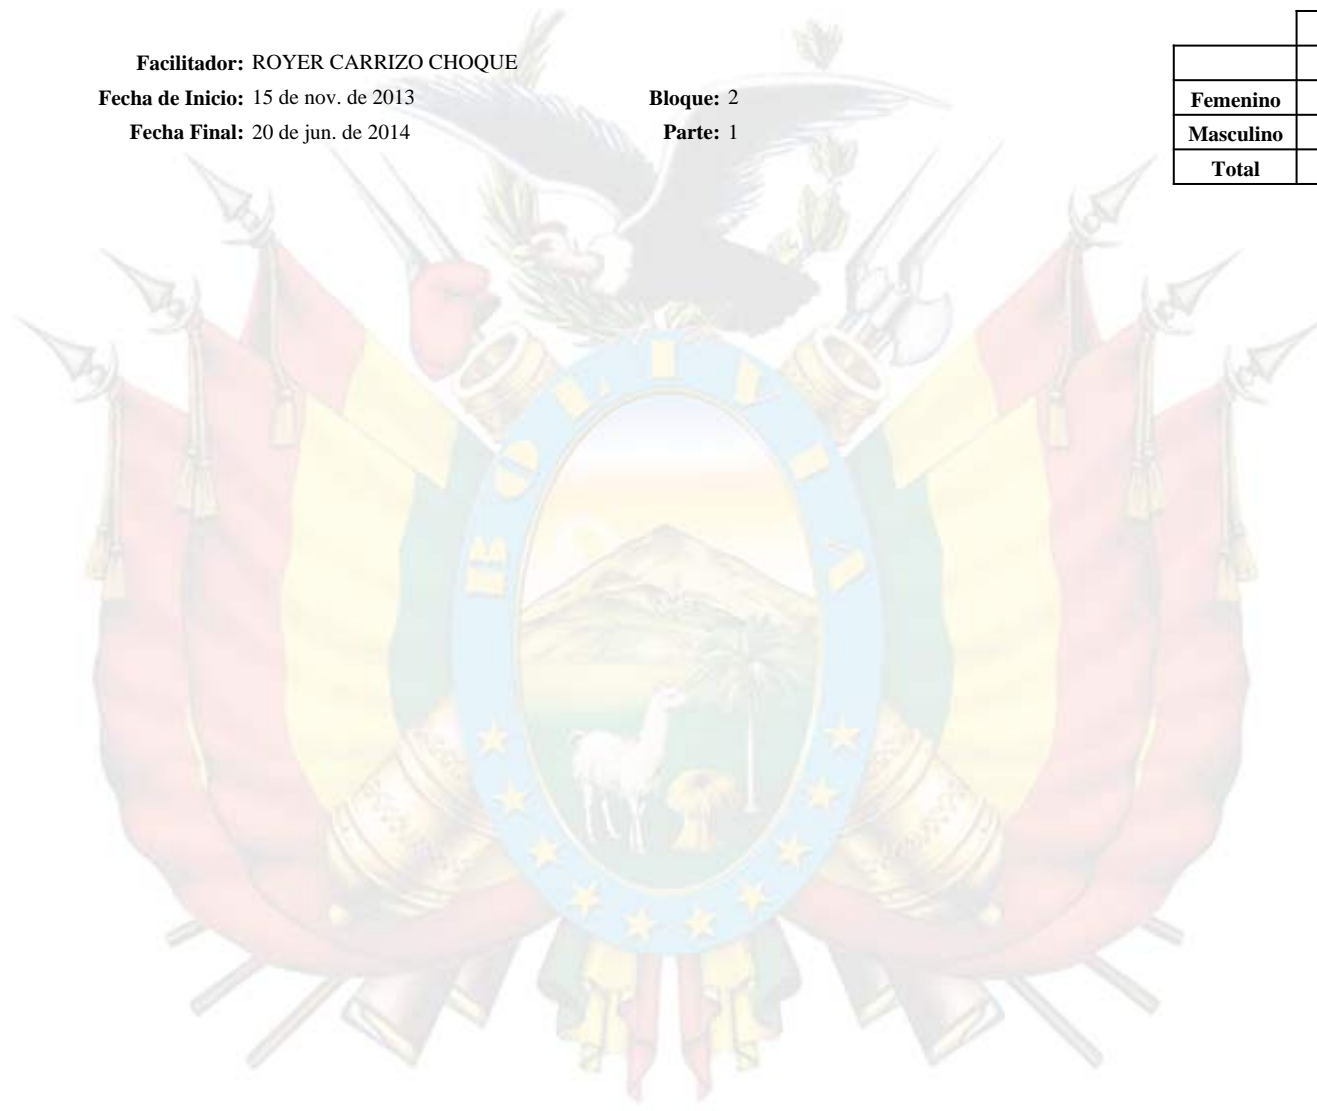 Facilitador: ROYER CARRIZO CHOQUE
Fecha de Inicio: 15 de nov. de 2013 Bloque: 2
Fecha Final: 20 de jun. de 2014 Parte: 1
Femenino
Masculino
Total
BOLIVIA